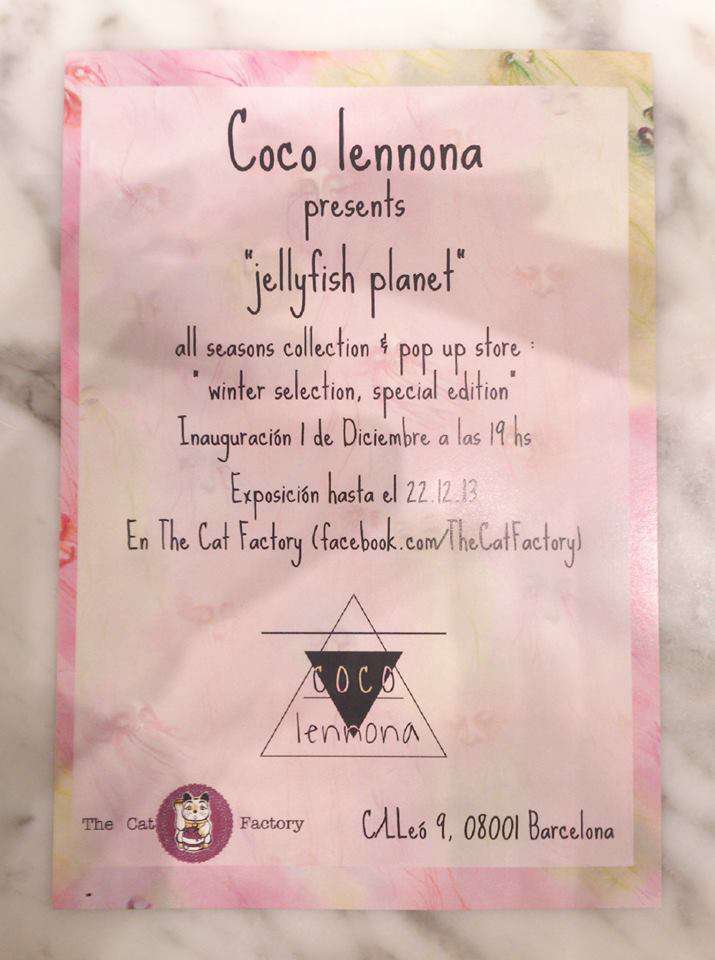 Coco lennona
presents
"jellyfish planet"
all seasons collection & pop up store :
" winter selection, special edition"
Inauguración 1 de Diciembre a las 19 hs
Exposición hasta el 22.12.13
En The Cat Factory (facebook.com/TheCatFactory)
COCO
lennona
The Cat Factory
C/LLeó 9, 08001 Barcelona